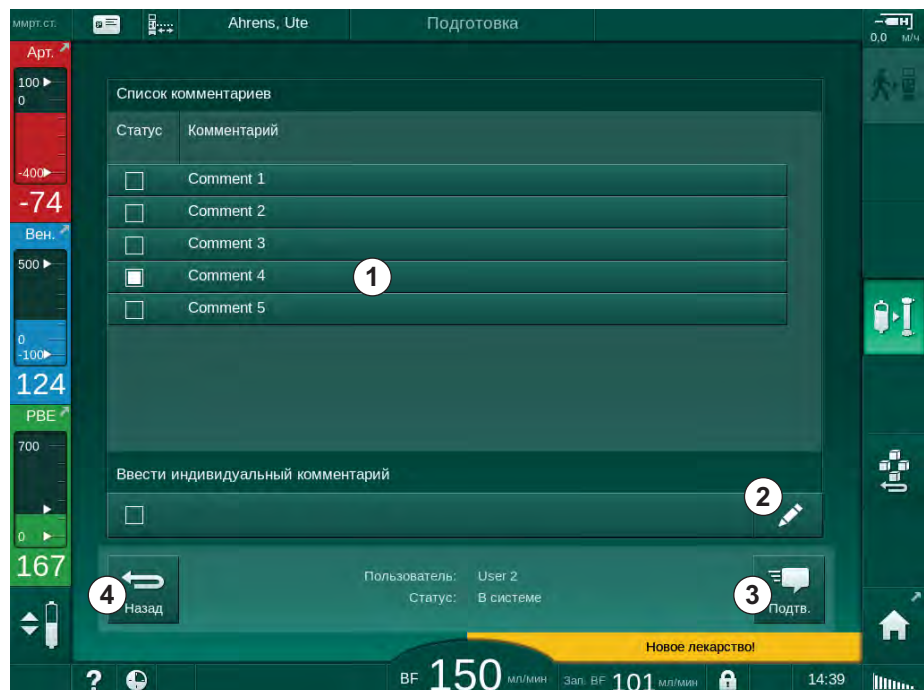 ммрт.ст. Ahrens, Ute Подготовка
0,0 м/ч
Арт.
100
0
-400
-74
Вен.
500
0
-100
124
PBE
700
0
167
Список комментариев
Статус Комментарий
Comment 1
Comment 2
Comment 3
Comment 4
1
Comment 5
Ввести индивидуальный комментарий
2
4
Назад
Пользователь: User 2
Статус: В системе
3
Подтв.
Новое лекарство!
? BF 150 мл/мин Зап. BF 101 мл/мин 14:39